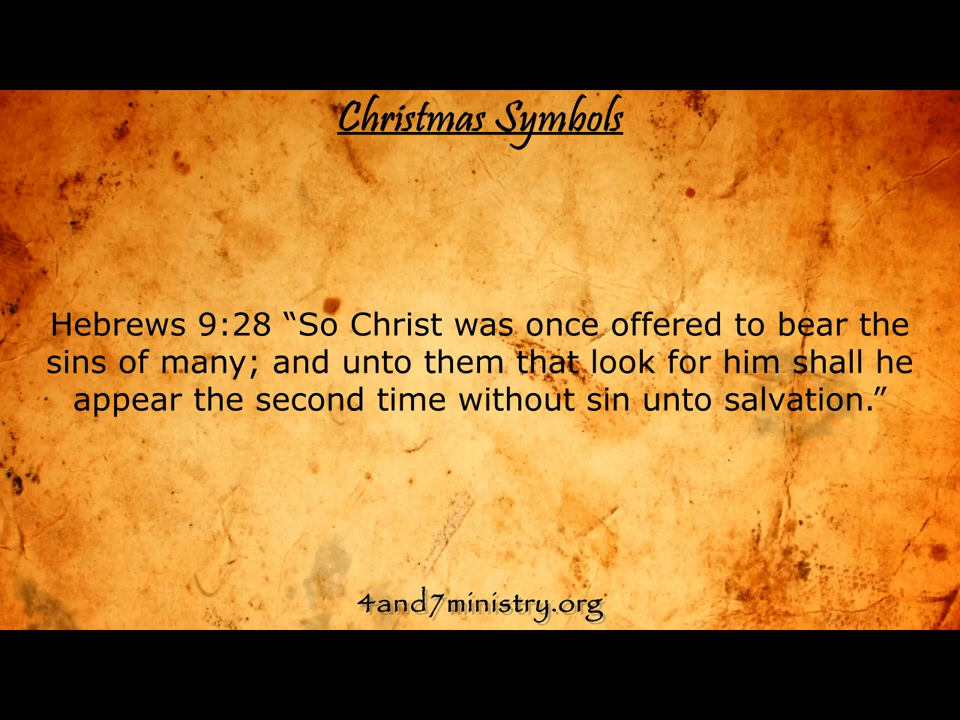 Christmas Symbols
Hebrews 9:28 “So Christ was once offered to bear the
sins of many; and unto them that look for him shall he
appear the second time without sin unto salvation.”
4and7ministry.org